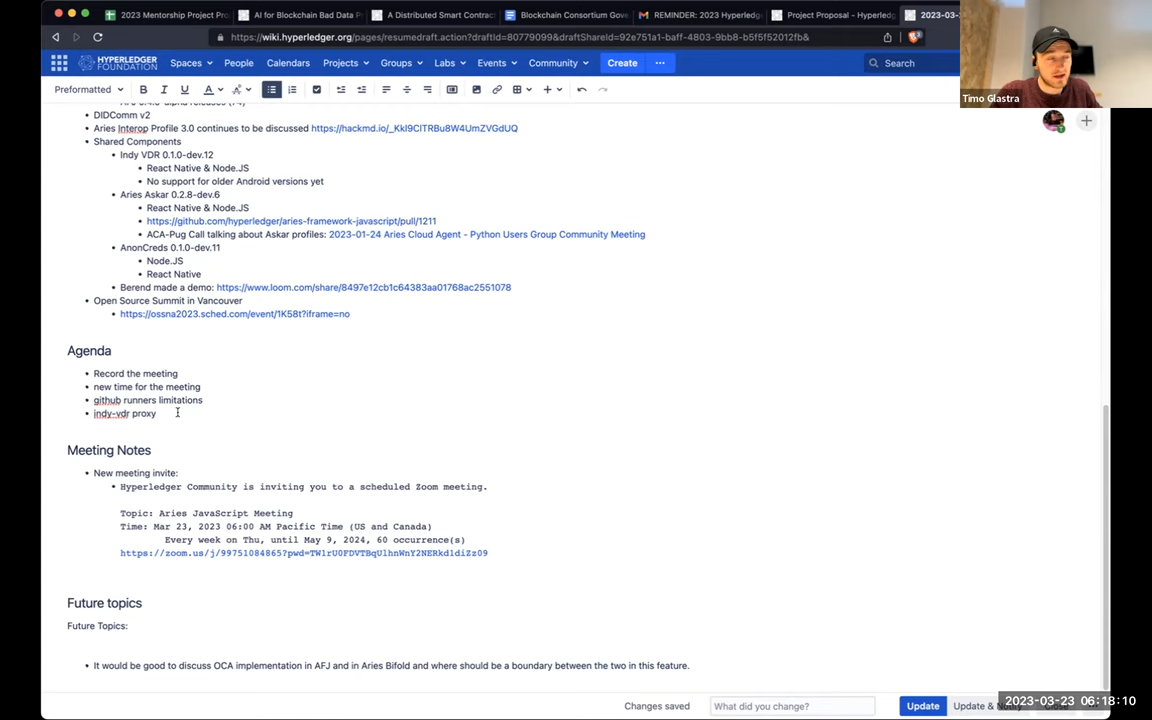 2023 Mentorship Project Pro
AI for Blockchain Bad Data P
A Distributed Smart Contrac
Blockchain Consortium Gove
REMINDER: 2023 Hyperled
Project Proposal - Hyperledg
2023-03-
https://wiki.hyperledger.org/pages/resumedraft.action?draftId=80779099&draftShareId=92e751a1-baff-4803-9bb8-b5f5f52012fb&
HYPERLEDGER FOUNDATION
Spaces People Calendars Projects Groups Labs Events Community Create ··· Search
Timo Glastra
Preformatted B I U A
• DIDComm v2
• Aries Interop Profile 3.0 continues to be discussed https://hackmd.io/_Kkl9ClTRBu8W4UmZVGdUQ
• Shared Components
• Indy VDR 0.1.0-dev.12
• React Native & Node.JS
• No support for older Android versions yet
• Aries Askar 0.2.8-dev.6
• React Native & Node.JS
• https://github.com/hyperledger/aries-framework-javascript/pull/1211
• ACA-Pug Call talking about Askar profiles: 2023-01-24 Aries Cloud Agent - Python Users Group Community Meeting
• AnonCreds 0.1.0-dev.11
• Node.JS
• React Native
• Berend made a demo: https://www.loom.com/share/8497e12cb1c64383aa01768ac2551078
• Open Source Summit in Vancouver
• https://ossna2023.sched.com/event/1K58t?iframe=no
Agenda
• Record the meeting
• new time for the meeting
• github runners limitations
• indy-vdr proxy
Meeting Notes
• New meeting invite:
• Hyperledger Community is inviting you to a scheduled Zoom meeting.
Topic: Aries JavaScript Meeting
Time: Mar 23, 2023 06:00 AM Pacific Time (US and Canada)
Every week on Thu, until May 9, 2024, 60 occurrence(s)
https://zoom.us/j/99751084865?pwd=TW1rU0FDVTBqUlhnWnY2NERkd1diZz09
Future topics
Future Topics:
• It would be good to discuss OCA implementation in AFJ and in Aries Bifold and where should be a boundary between the two in this feature.
Changes saved What did you change? Update Update &
2023-03-23 06:18:10